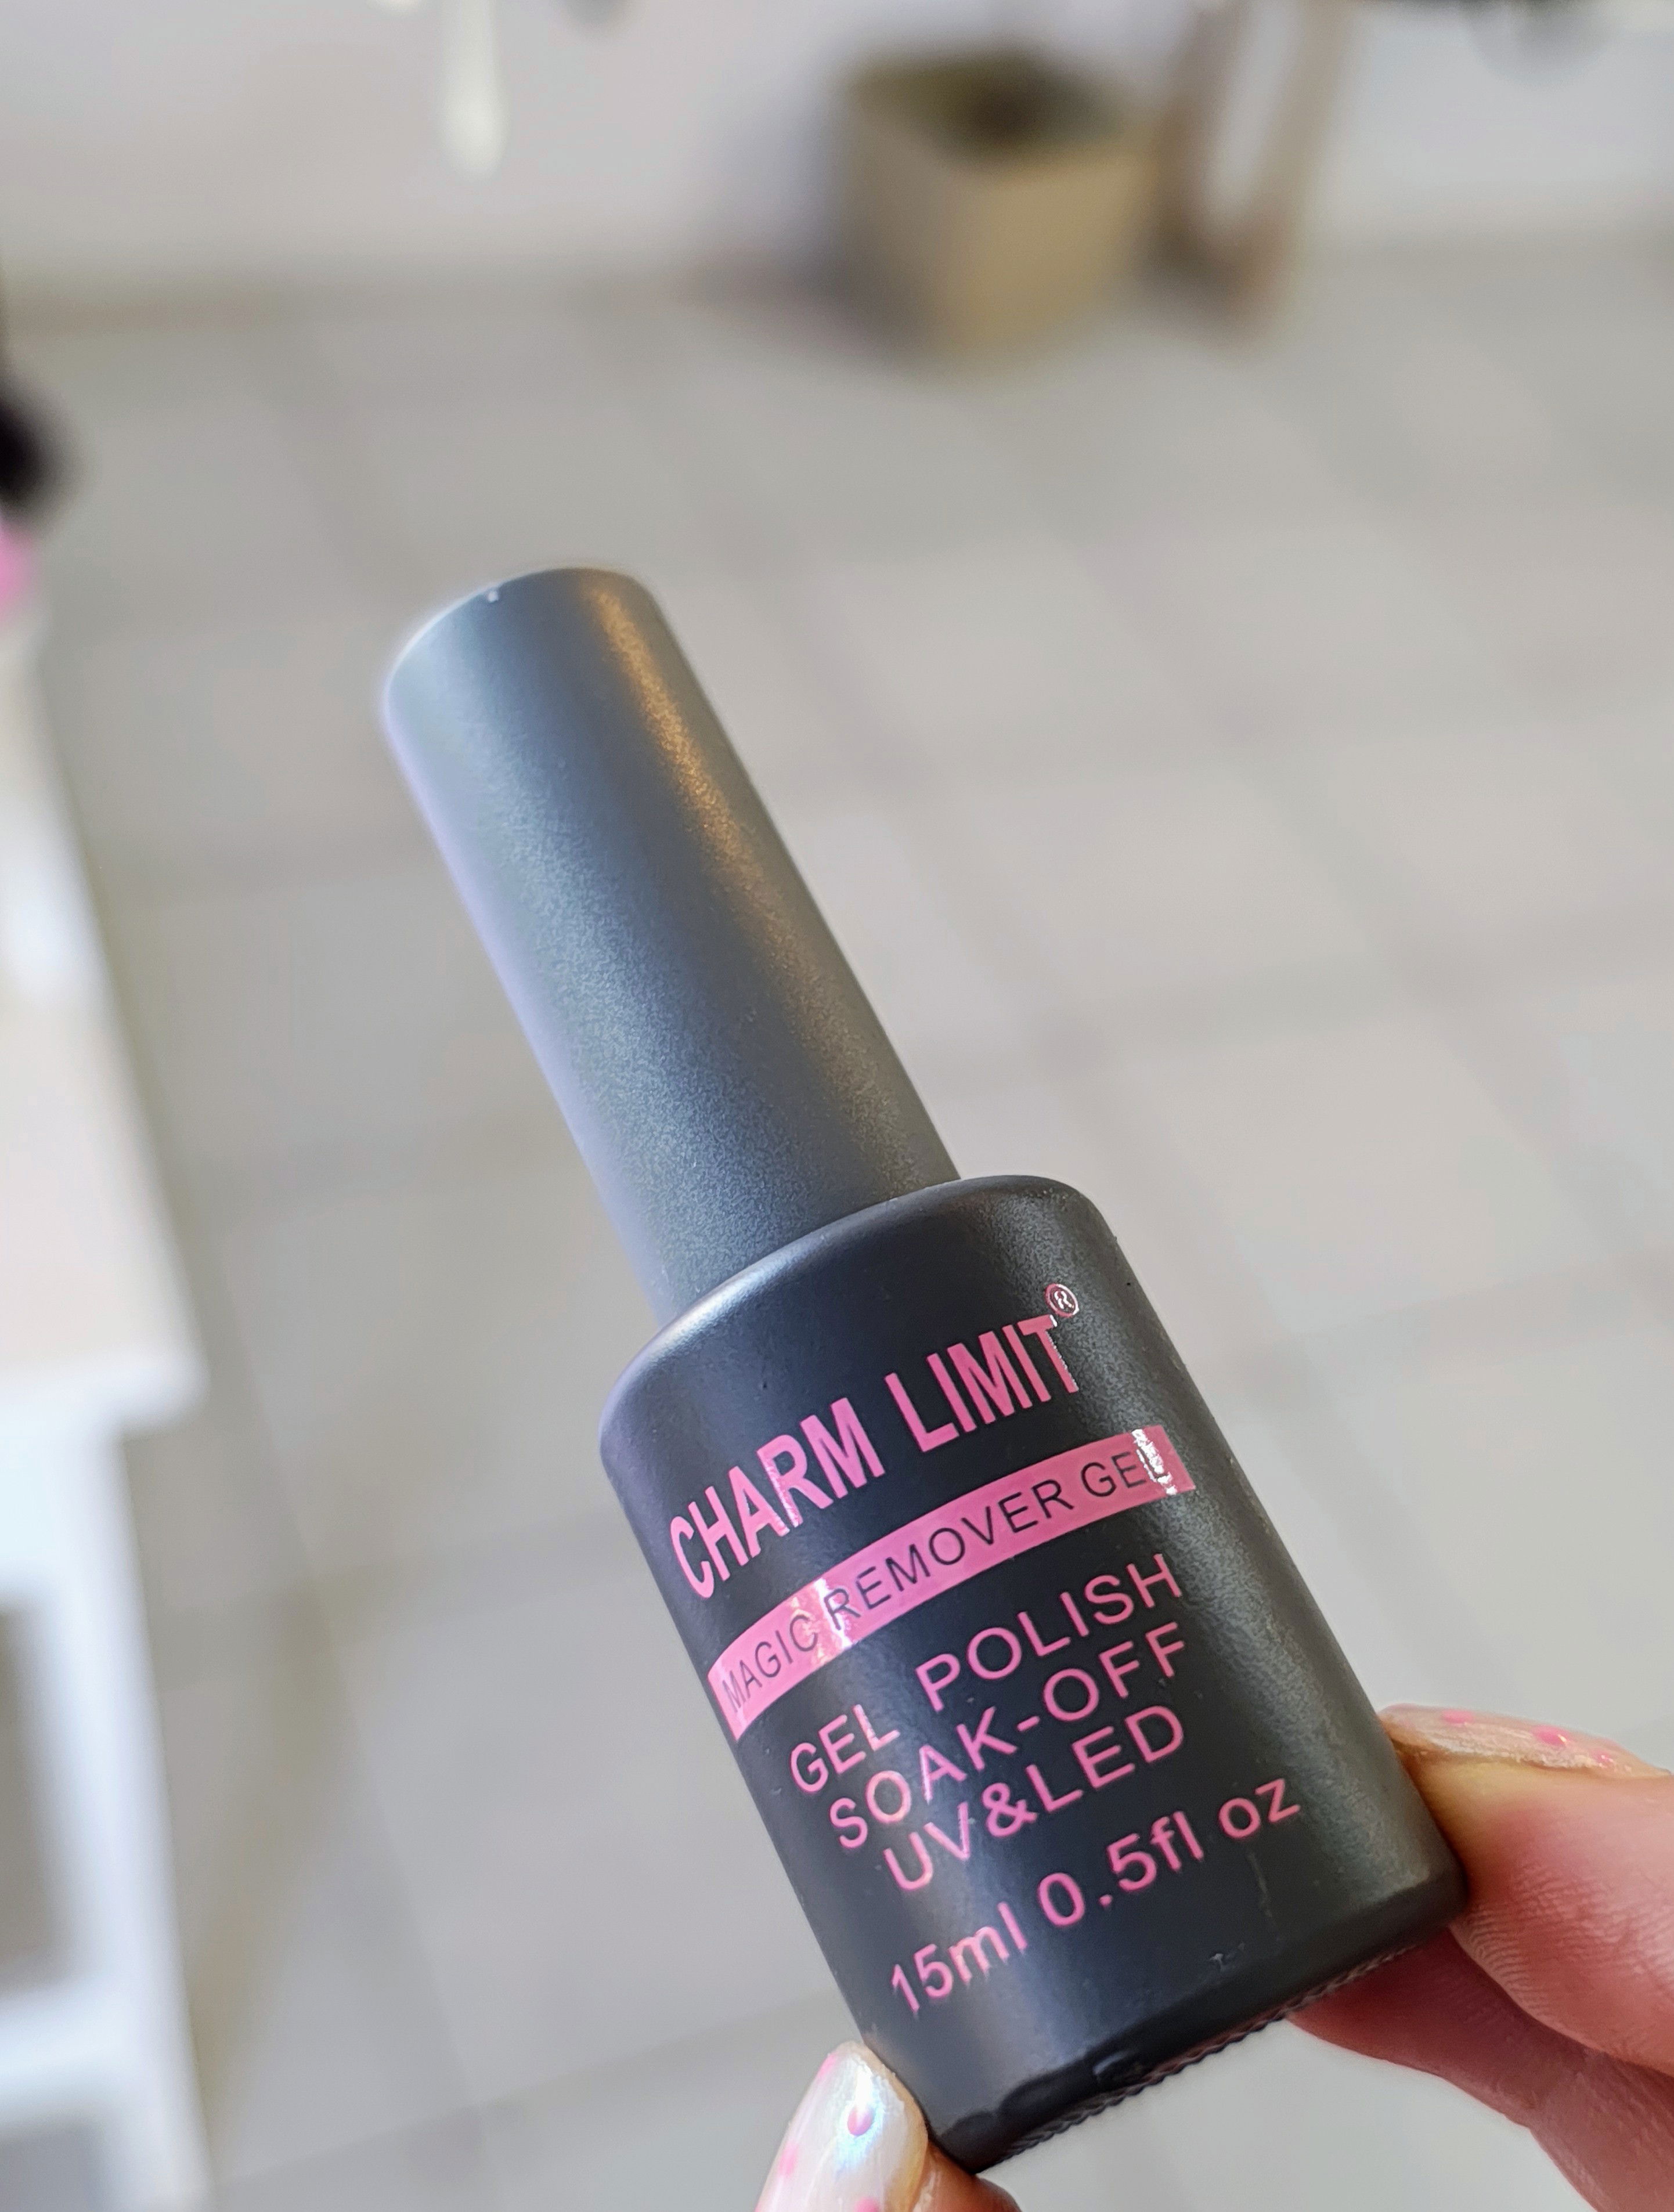 CHARM LIMIT®
MAGIC REMOVER GEL
GEL POLISH
SOAK-OFF
UV&LED
15ml 0.5fl oz